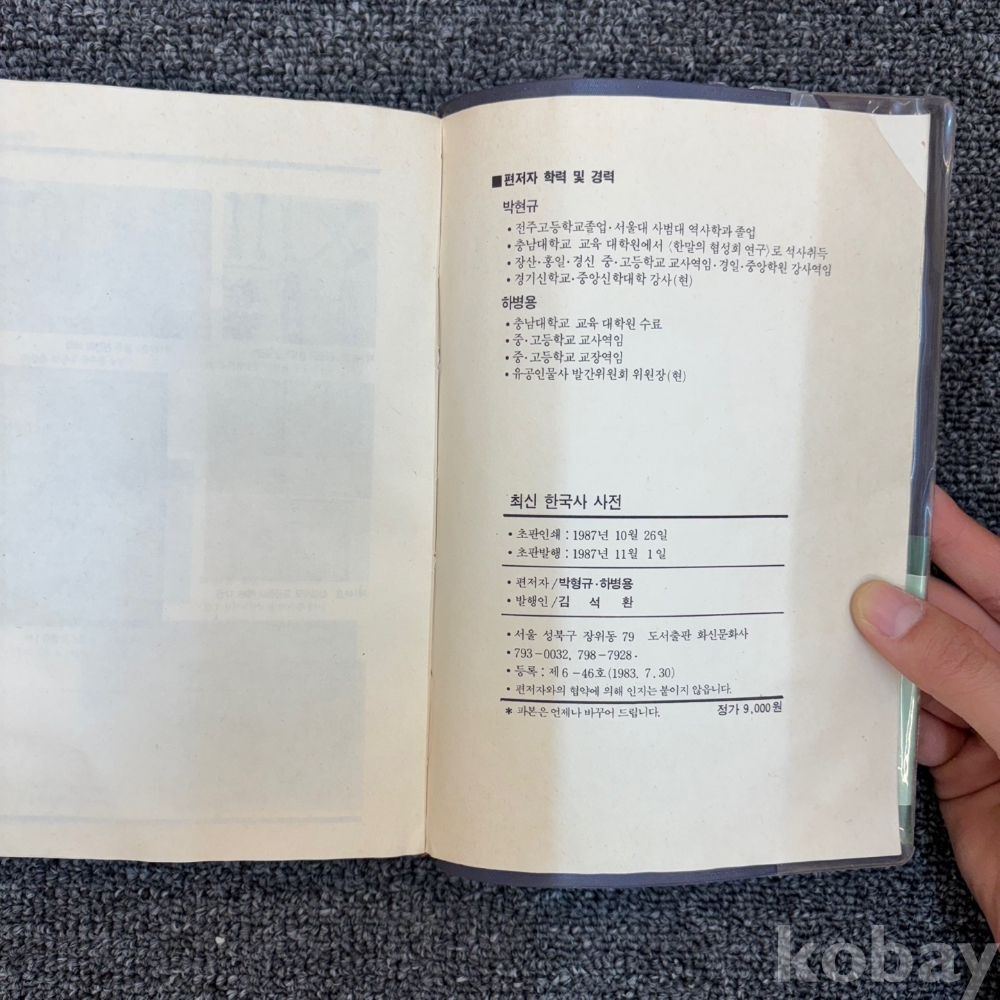 ■편저자 학력 및 경력
박현규
• 전주고등학교졸업·서울대 사범대 역사학과 졸업
• 충남대학교 교육 대학원에서 〈한말의 협성회 연구〉로 석사취득
• 장산·홍일·경신 중·고등학교 교사역임·경일·중앙학원 강사역임
• 경기신학교·중앙신학대학 강사(현)
하병용
• 충남대학교 교육 대학원 수료
• 중·고등학교 교사역임
• 중·고등학교 교장역임
• 유공인물사 발간위원회 위원장(현)
최신 한국사 사전
• 초판인쇄 : 1987년 10월 26일
• 초판발행 : 1987년 11월 1일
• 편저자/박형규·하병용
• 발행인/김 석 환
• 서울 성북구 장위동 79 도서출판 화신문화사
• 793-0032, 798-7928·
• 등록 : 제6-46호(1983. 7. 30)
• 편저자와의 협약에 의해 인지는 붙이지 않읍니다.
* 파본은 언제나 바꾸어 드립니다. 정가 9,000원
kobay